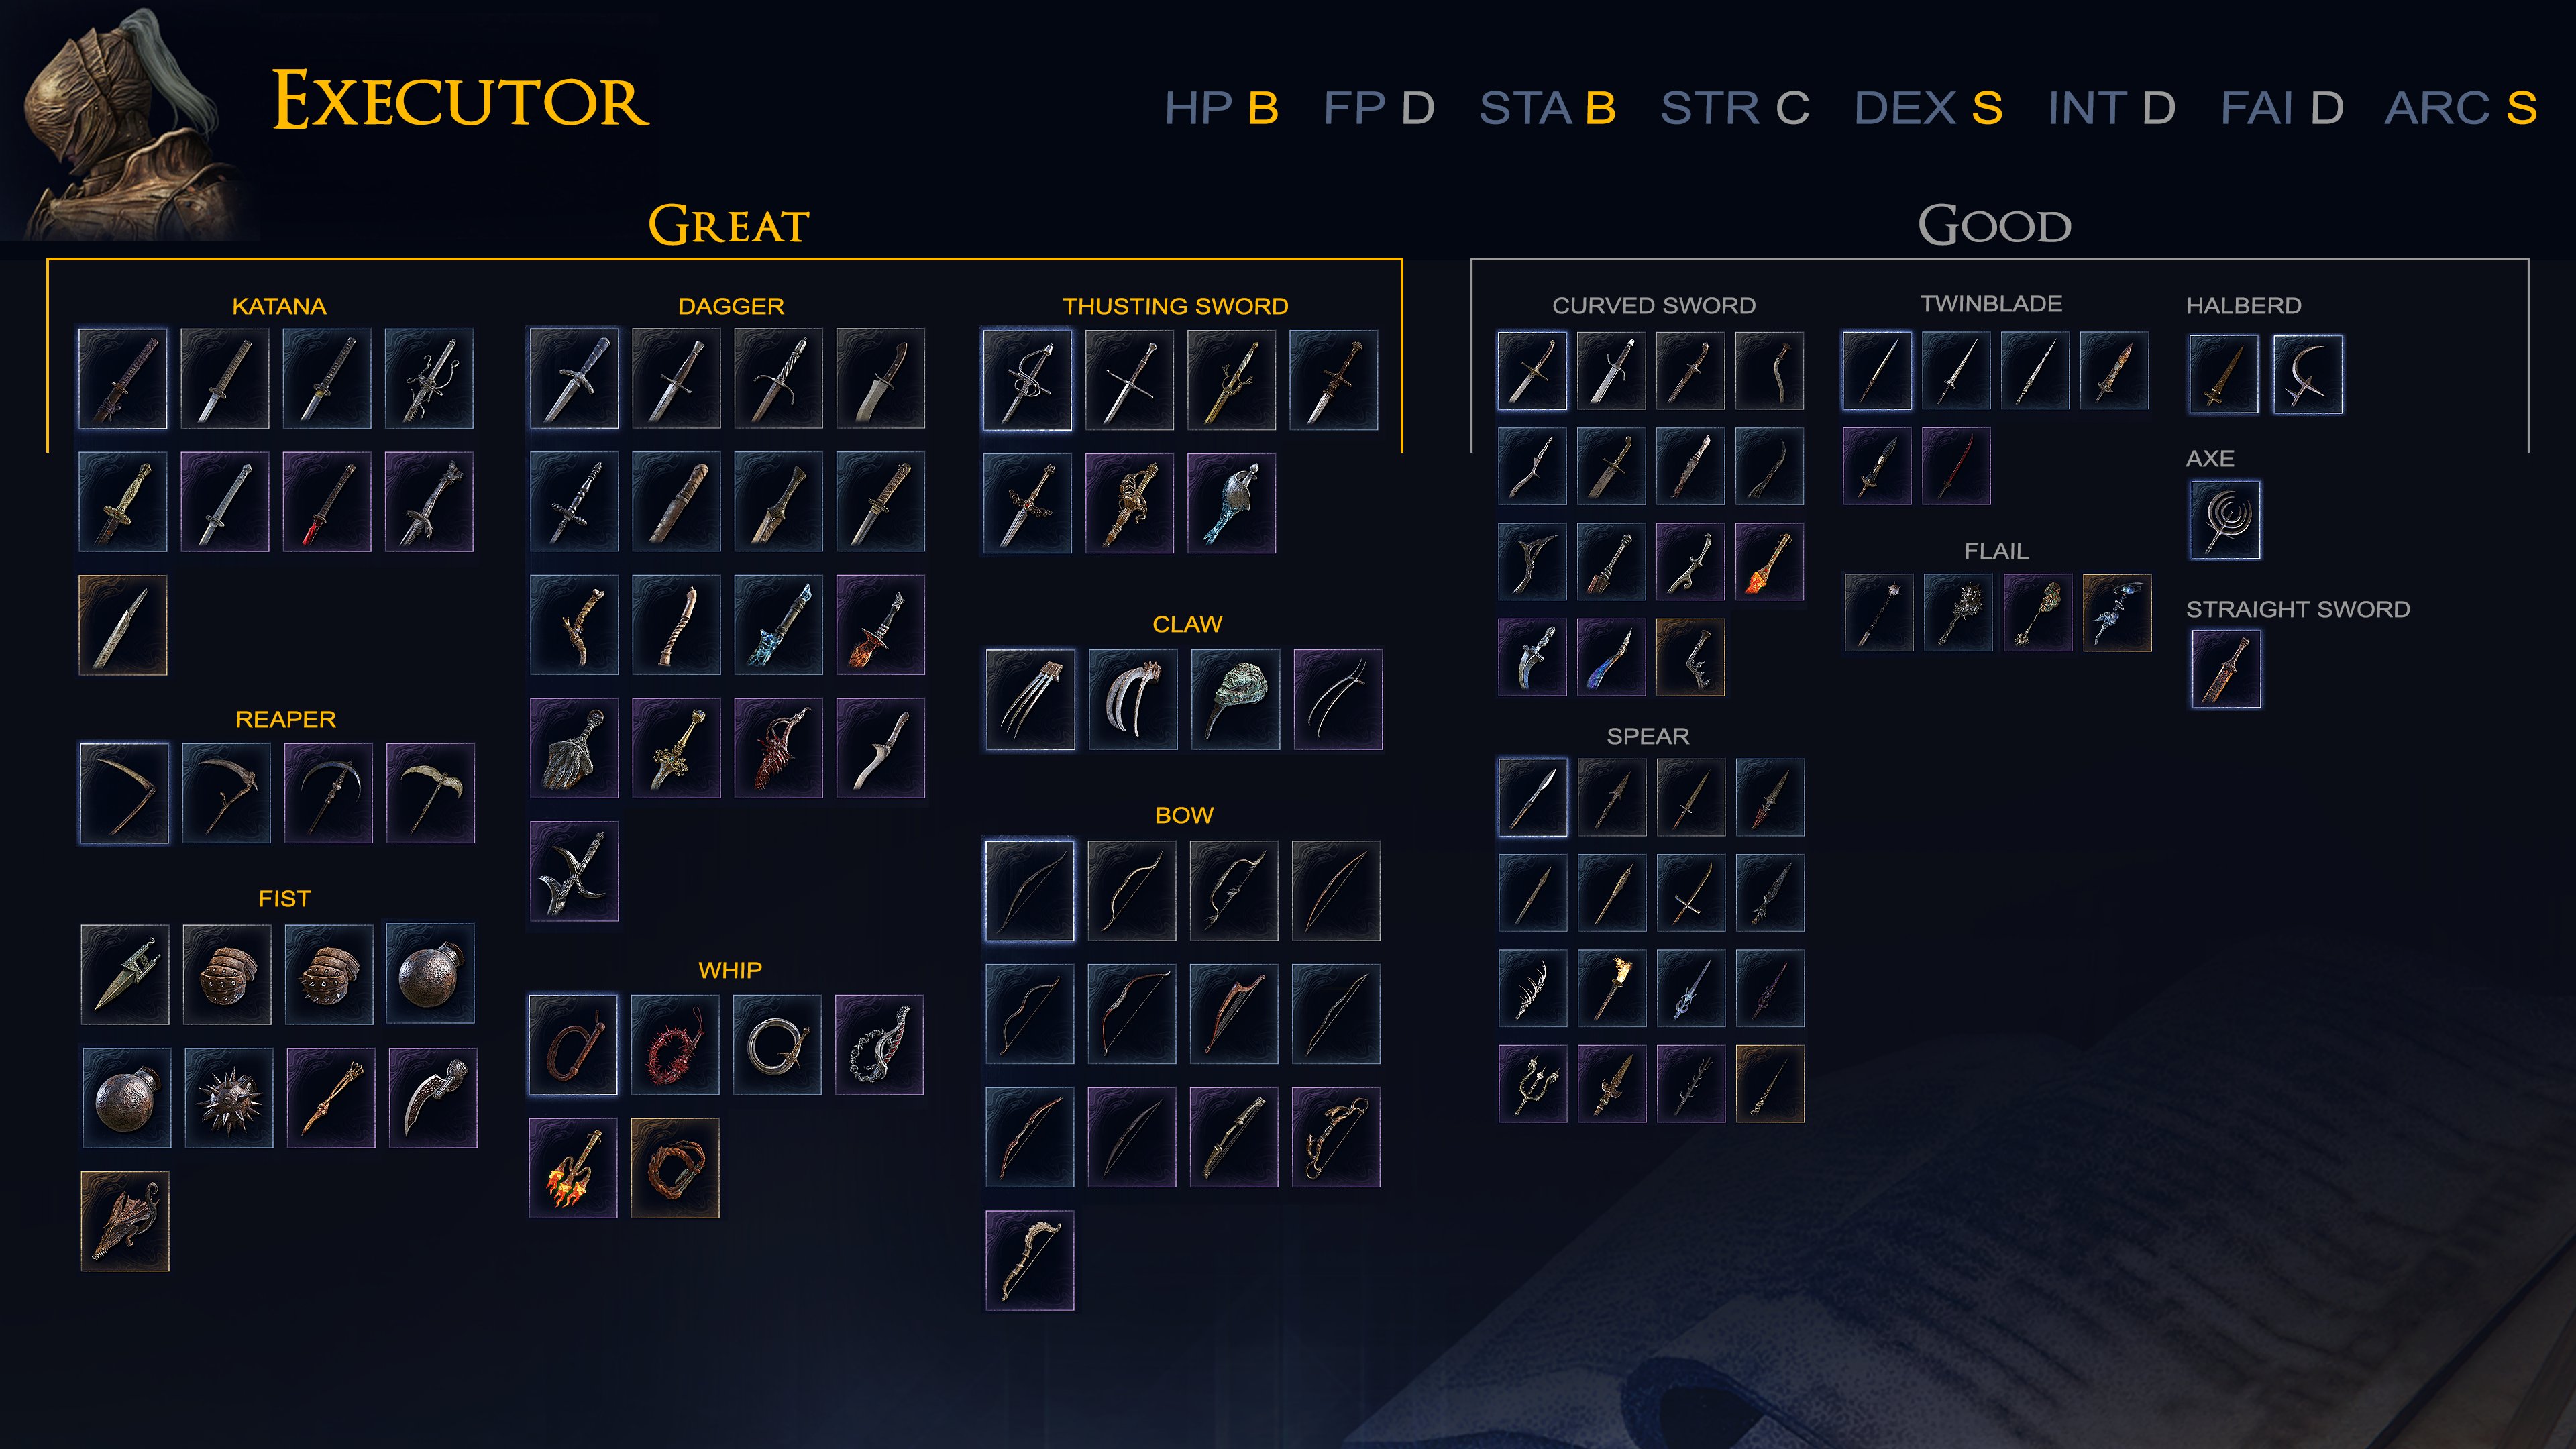 EXECUTOR
HP B FP D STA B STR C DEX S INT D FAI D ARC S
GREAT
KATANA
DAGGER
THUSTING SWORD
REAPER
CLAW
BOW
FIST
WHIP
GOOD
CURVED SWORD
TWINBLADE
HALBERD
AXE
FLAIL
STRAIGHT SWORD
SPEAR